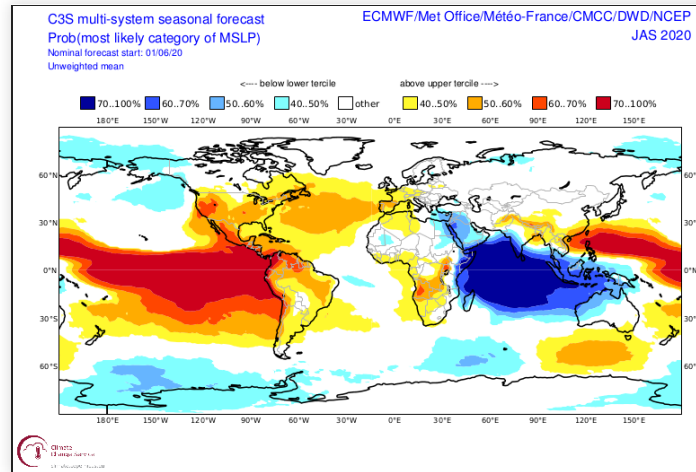 C3S multi-system seasonal forecast
Prob(most likely category of MSLP)
Nominal forecast start: 01/06/20
Unweighted mean
ECMWF/Met Office/Météo-France/CMCC/DWD/NCEP
JAS 2020
<---- below lower tercile
above upper tercile ---->
70..100% 60..70% 50..60% 40..50% other 40..50% 50..60% 60..70% 70..100%
180°E 150°W 120°W 90°W 60°W 30°W 0°E 30°E 60°E 90°E 120°E 150°E
60°N 60°N
30°N 30°N
0°N 0°N
30°S 30°S
60°S 60°S
180°E 150°W 120°W 90°W 60°W 30°W 0°E 30°E 60°E 90°E 120°E 150°E
Climate
Change Service